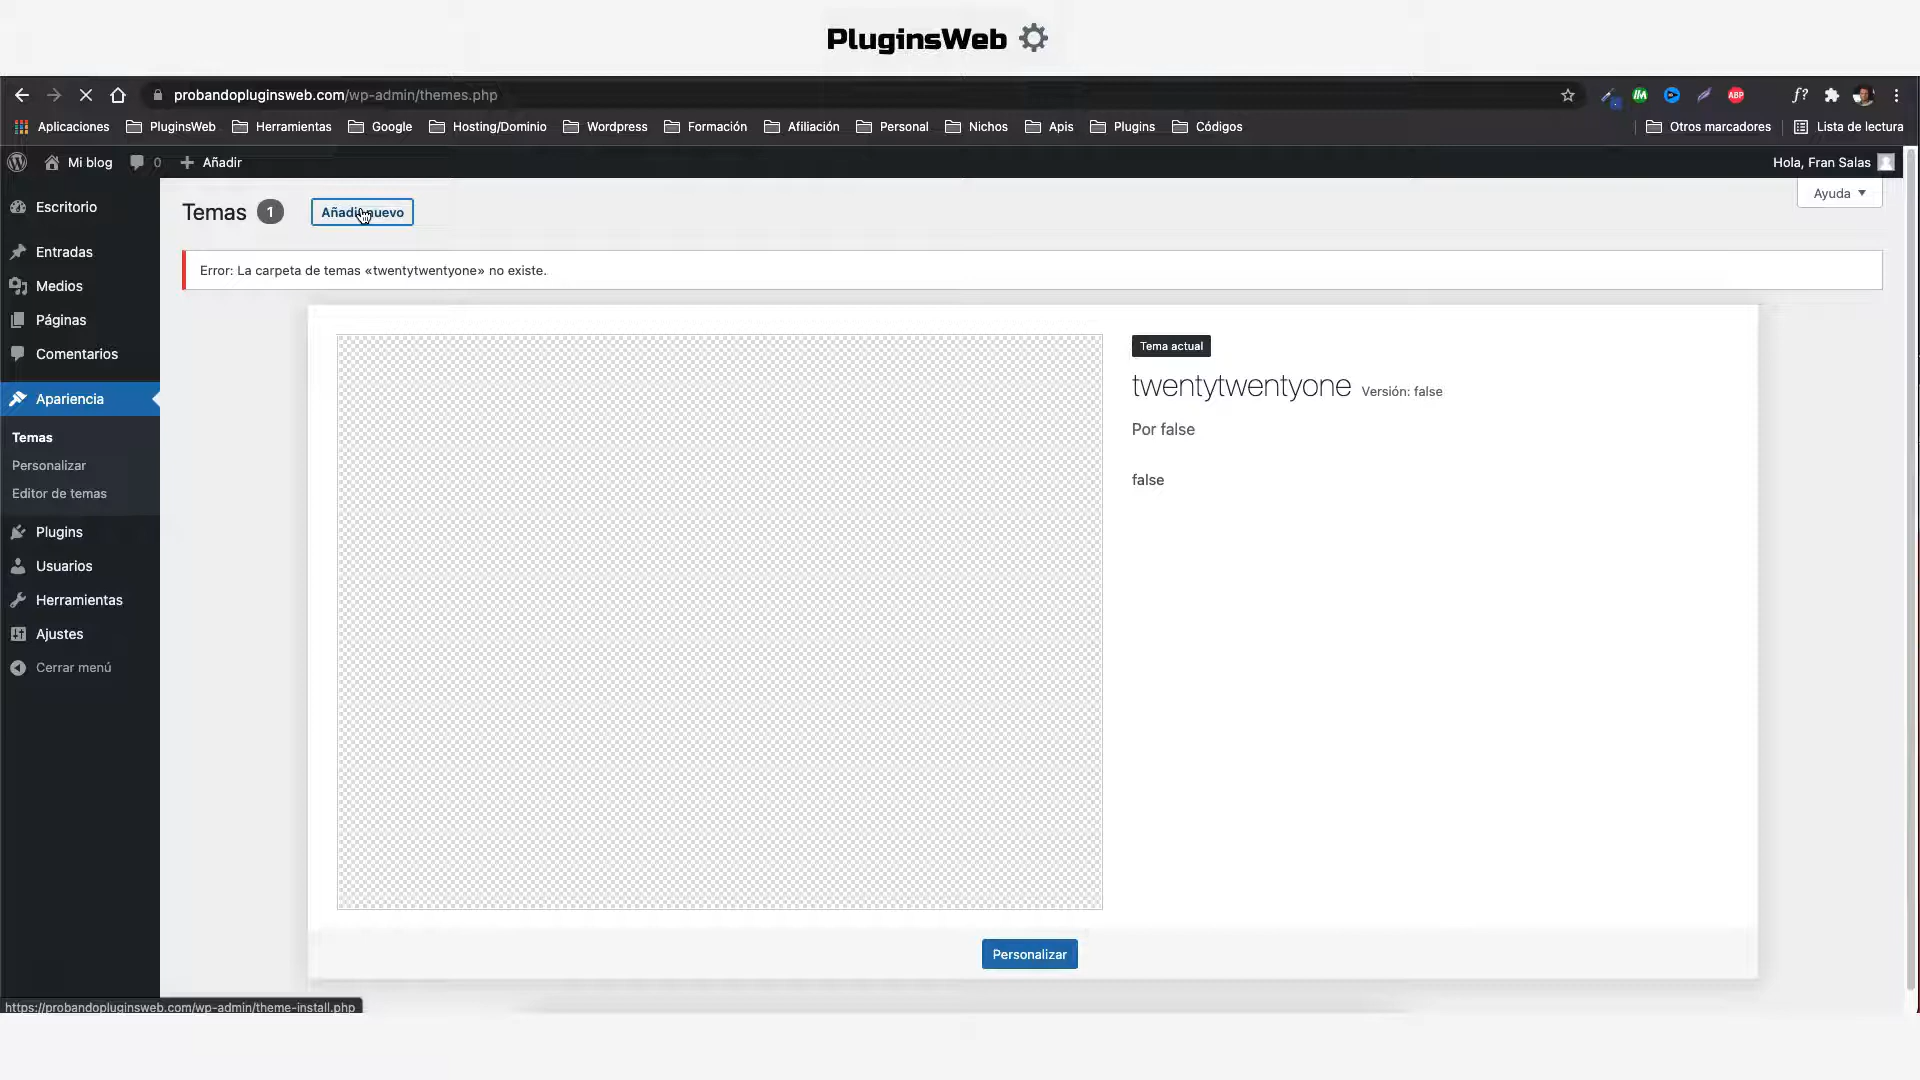 PluginsWeb
probandopluginsweb.com/wp-admin/themes.php
ABP
f?
Aplicaciones PluginsWeb Herramientas Google Hosting/Dominio Wordpress Formación Afiliación Personal Nichos Apis Plugins Códigos Otros marcadores Lista de lectura
Mi blog 0 Añadir Hola, Fran Salas
Ayuda
Temas 1 Añadir nuevo
Error: La carpeta de temas «twentytwentyone» no existe.
Escritorio
Entradas
Medios
Páginas
Comentarios
Apariencia
Temas
Personalizar
Editor de temas
Plugins
Usuarios
Herramientas
Ajustes
Cerrar menú
Tema actual
twentytwentyone Versión: false
Por false
false
Personalizar
https://probandopluginsweb.com/wp-admin/theme-install.php